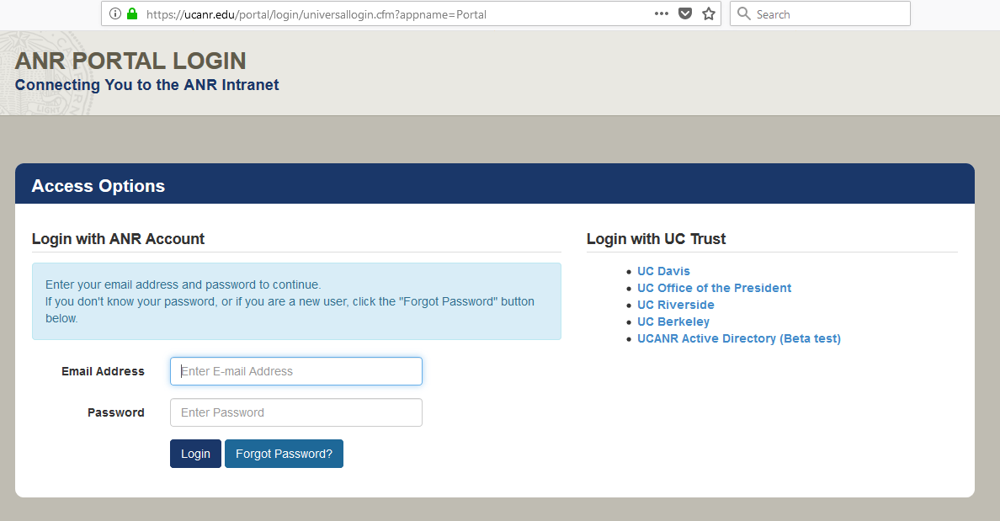 https://ucanr.edu/portal/login/universallogin.cfm?appname=Portal
Search
ANR PORTAL LOGIN
Connecting You to the ANR Intranet
Access Options
Login with ANR Account
Enter your email address and password to continue.
If you don't know your password, or if you are a new user, click the "Forgot Password" button
below.
Email Address
Enter E-mail Address
Password
Enter Password
Login
Forgot Password?
Login with UC Trust
UC Davis
UC Office of the President
UC Riverside
UC Berkeley
UCANR Active Directory (Beta test)